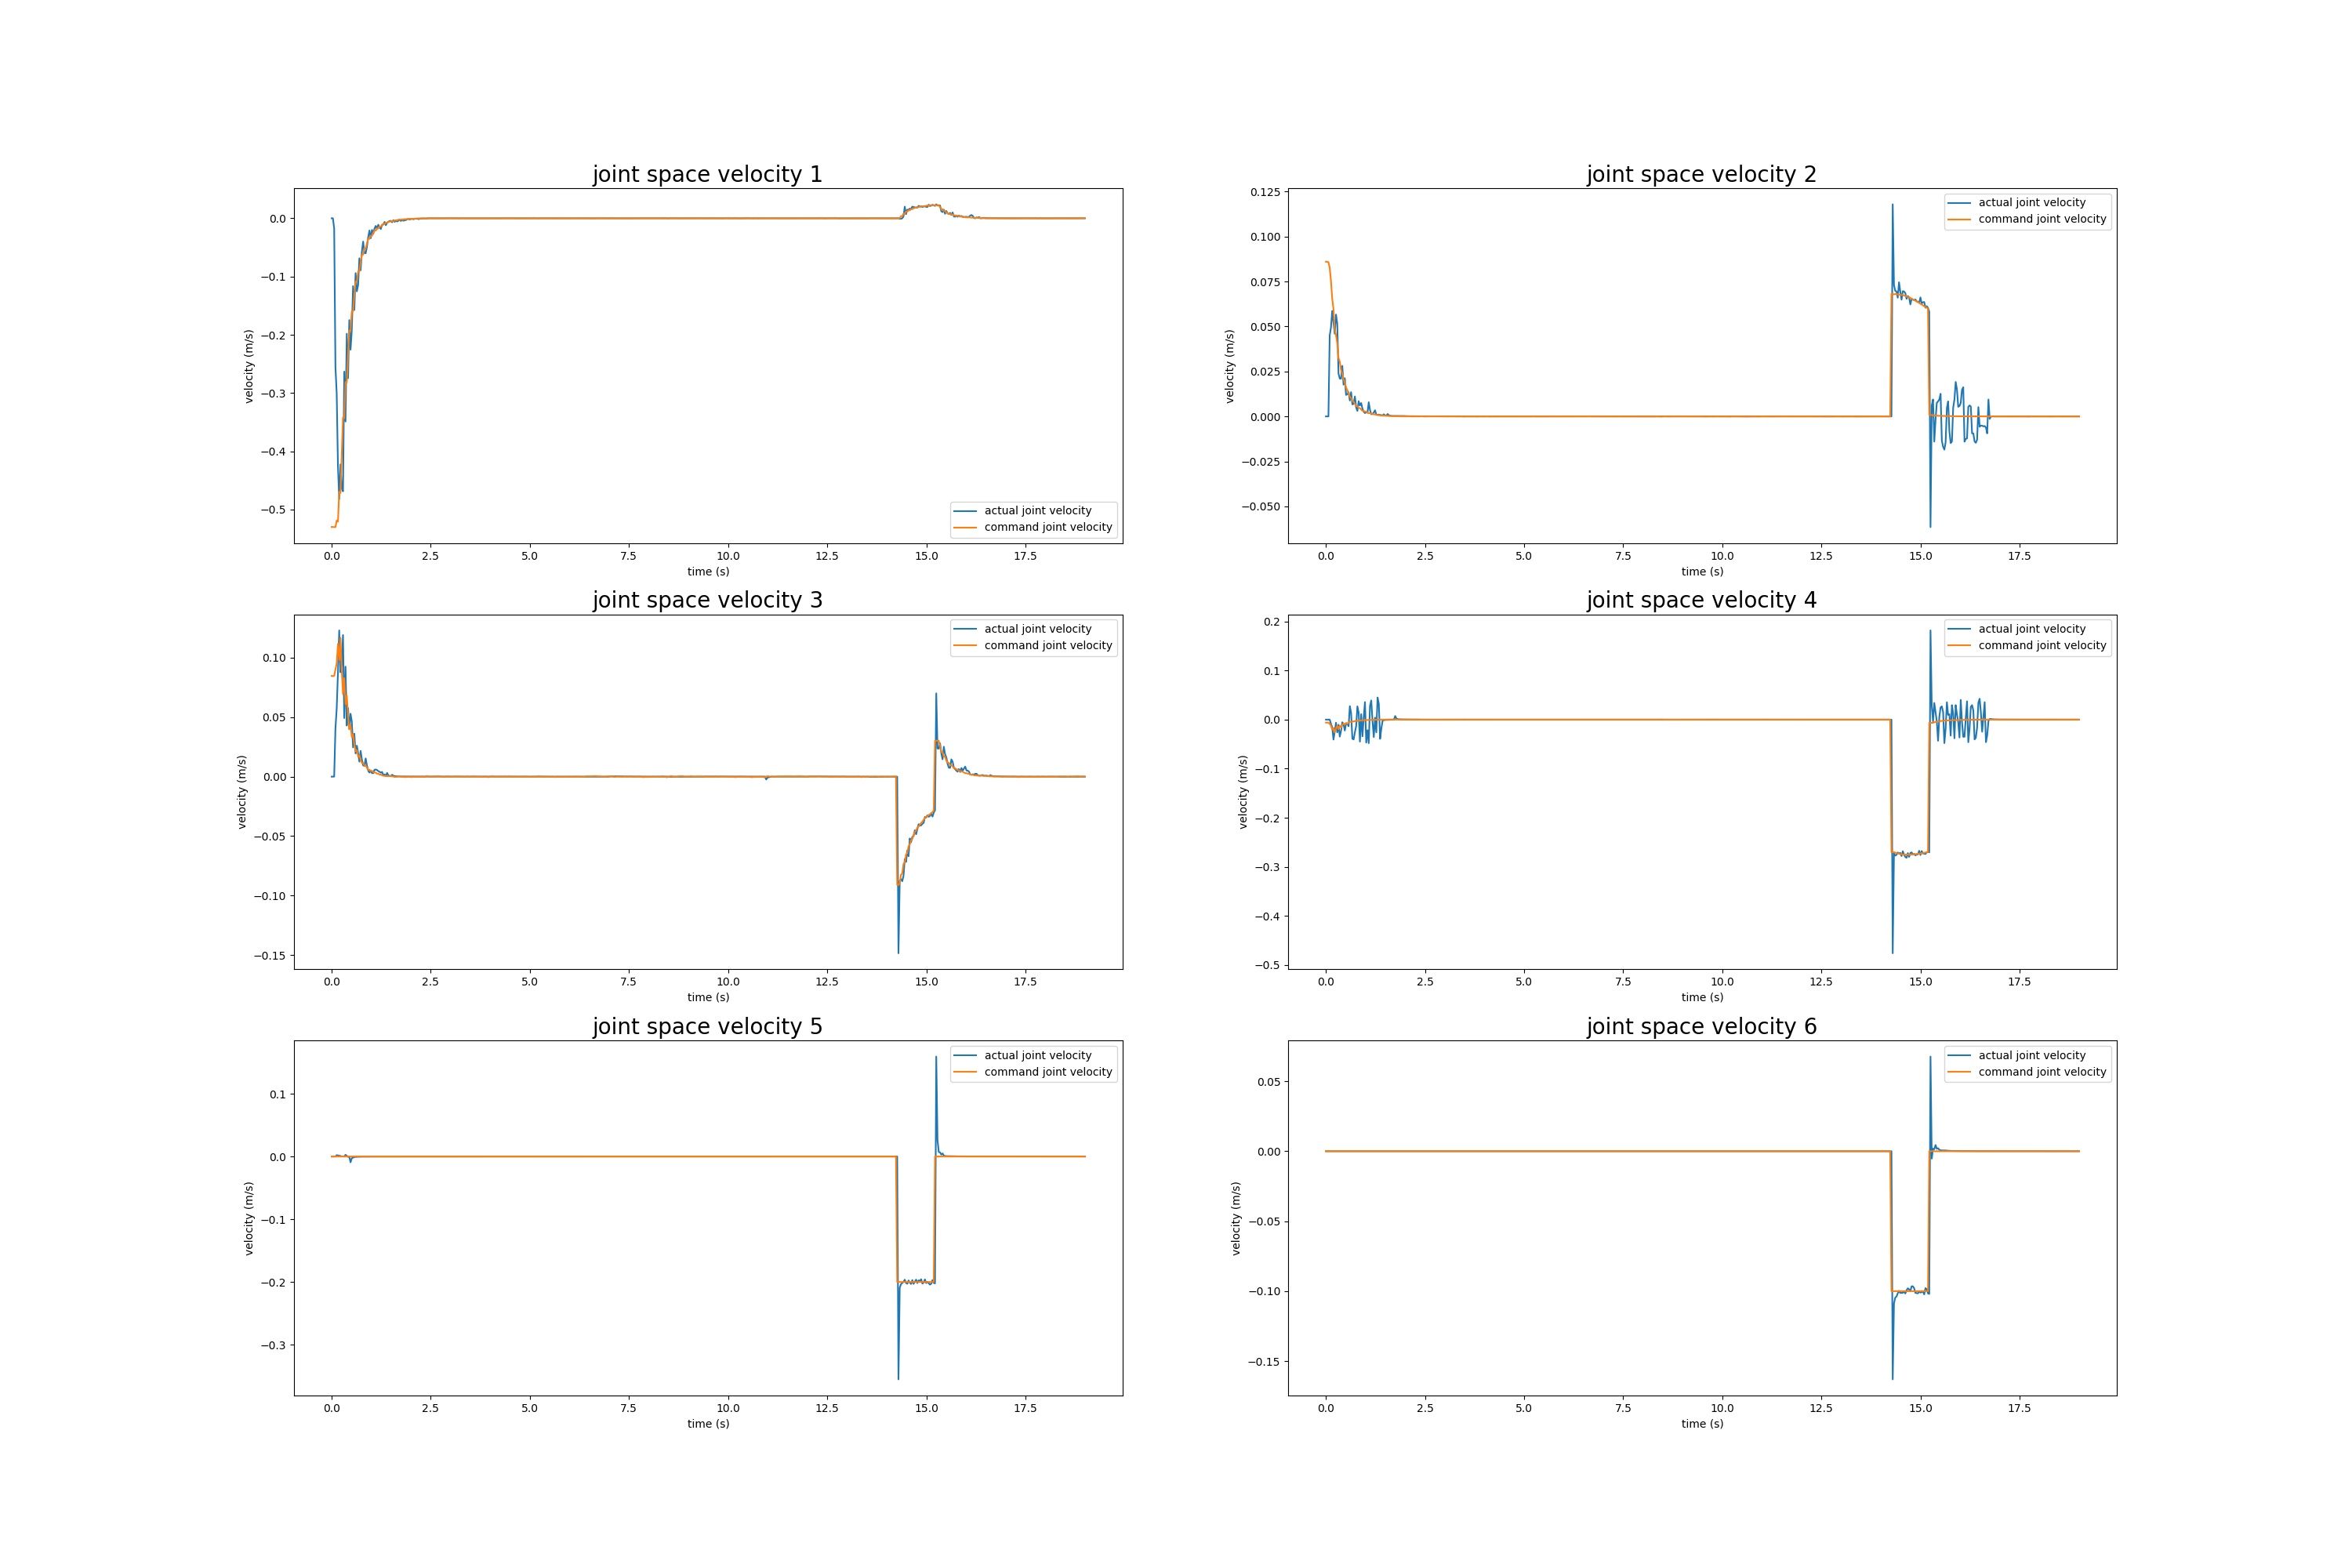 joint space velocity 1
0.0
−0.1
−0.2
−0.3
−0.4
−0.5
velocity (m/s)
actual joint velocity
command joint velocity
0.0 2.5 5.0 7.5 10.0 12.5 15.0 17.5
time (s)
joint space velocity 2
0.125
0.100
0.075
0.050
0.025
0.000
−0.025
−0.050
velocity (m/s)
actual joint velocity
command joint velocity
0.0 2.5 5.0 7.5 10.0 12.5 15.0 17.5
time (s)
joint space velocity 3
0.10
0.05
0.00
−0.05
−0.10
−0.15
velocity (m/s)
actual joint velocity
command joint velocity
0.0 2.5 5.0 7.5 10.0 12.5 15.0 17.5
time (s)
joint space velocity 4
0.2
0.1
0.0
−0.1
−0.2
−0.3
−0.4
−0.5
velocity (m/s)
actual joint velocity
command joint velocity
0.0 2.5 5.0 7.5 10.0 12.5 15.0 17.5
time (s)
joint space velocity 5
0.1
0.0
−0.1
−0.2
−0.3
velocity (m/s)
actual joint velocity
command joint velocity
0.0 2.5 5.0 7.5 10.0 12.5 15.0 17.5
time (s)
joint space velocity 6
0.05
0.00
−0.05
−0.10
−0.15
velocity (m/s)
actual joint velocity
command joint velocity
0.0 2.5 5.0 7.5 10.0 12.5 15.0 17.5
time (s)